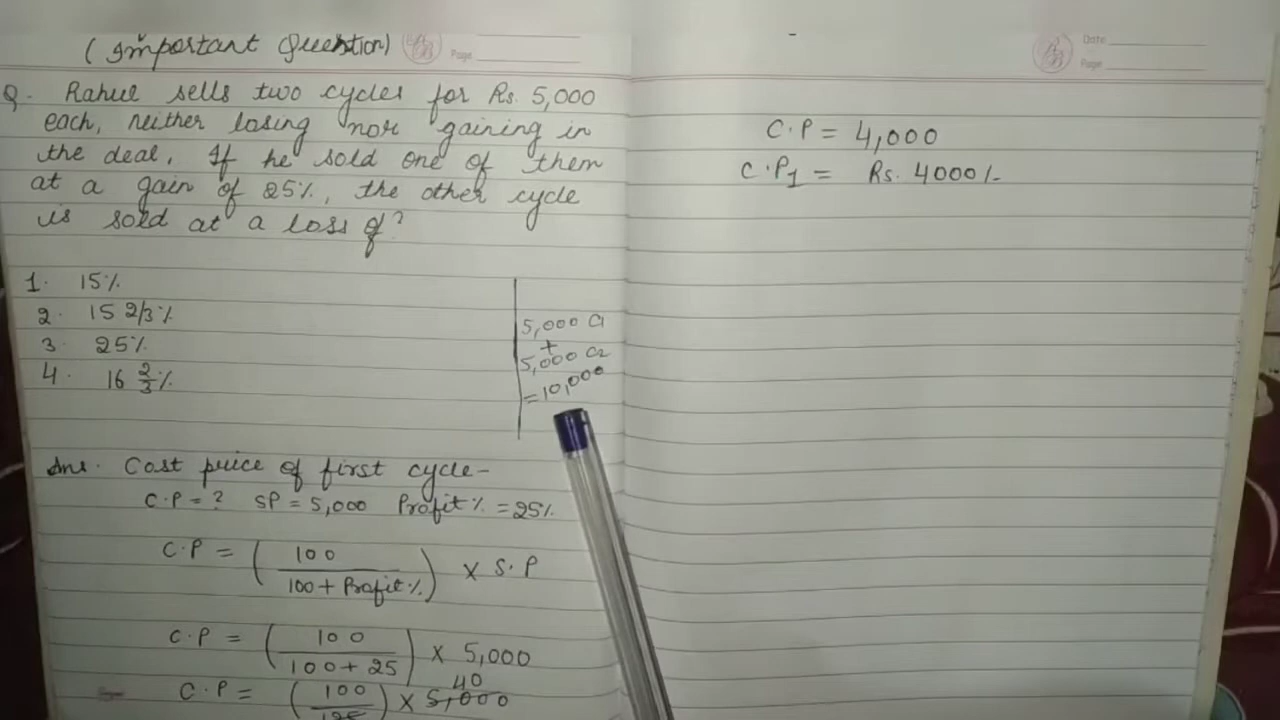 (Important Question)
Page
Q. Rahul sells two cycles for Rs. 5,000
each, neither losing nor gaining in
the deal. If he sold one of them
at a gain of 25%, the other cycle
is sold at a loss of?
1. 15%
2. 15 2/3%
3. 25%
4. 16 2/3%
5,000 C1
+
5,000 C2
=10,000
Ans. Cost price of first cycle-
C.P = ? SP = 5,000 Profit% = 25%
C.P = (100 / 100 + Profit%) × S.P
C.P = (100 / 100 + 25) × 5,000
40
C.P = (100 / 125) × 5,000
Date
Page
C.P = 4,000
C.P1 = Rs. 4000/-